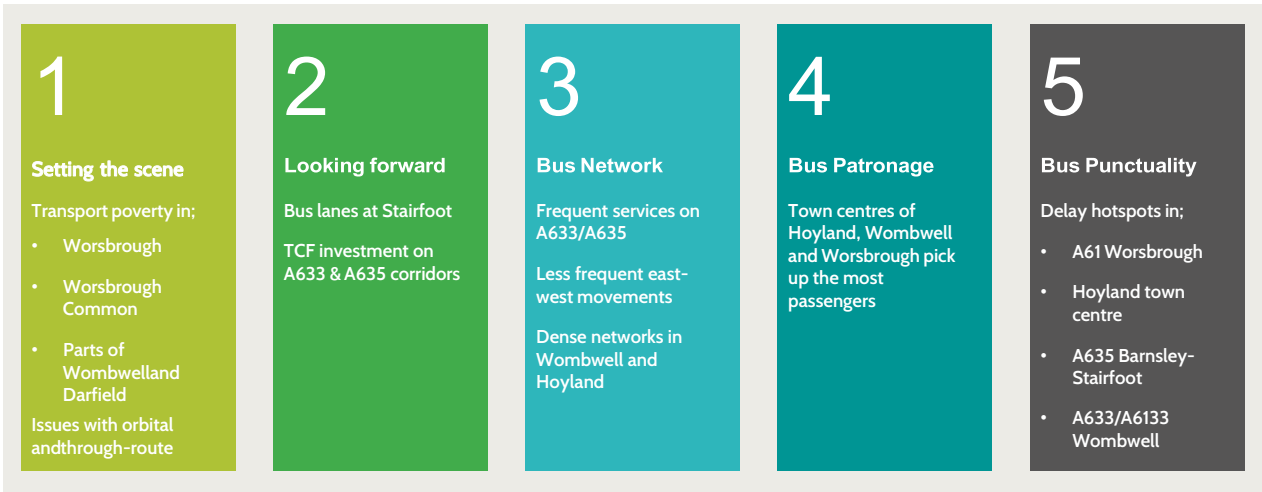 1
Setting the scene
Transport poverty in;
• Worsbrough
• Worsbrough
Common
• Parts of
Wombwelland
Darfield
Issues with orbital
andthrough-route
2
Looking forward
Bus lanes at Stairfoot
TCF investment on
A633 & A635 corridors
3
Bus Network
Frequent services on
A633/A635
Less frequent east-
west movements
Dense networks in
Wombwell and
Hoyland
4
Bus Patronage
Town centres of
Hoyland, Wombwell
and Worsbrough pick
up the most
passengers
5
Bus Punctuality
Delay hotspots in;
• A61 Worsbrough
• Hoyland town
centre
• A635 Barnsley-
Stairfoot
• A633/A6133
Wombwell